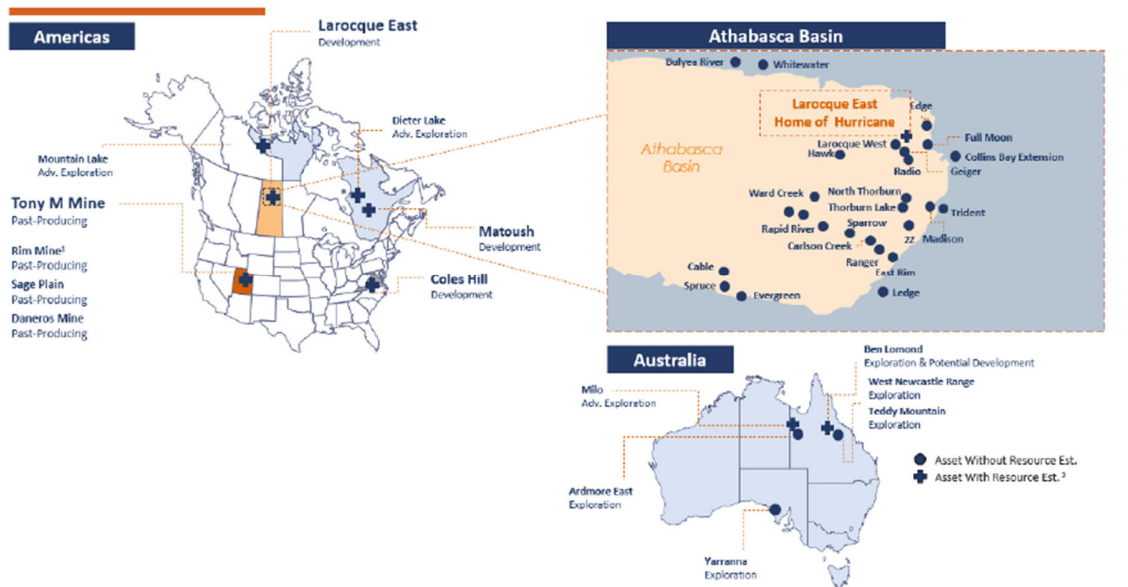 Americas
Larocque East
Development
Dieter Lake
Adv. Exploration
Mountain Lake
Adv. Exploration
Tony M Mine
Past-Producing
Rim Mine¹
Past-Producing
Sage Plain
Past-Producing
Daneros Mine
Past-Producing
Matoush
Development
Coles Hill
Development
Athabasca Basin
Bulyea River
Whitewater
Larocque East
Home of Hurricane
Edge
Larocque West
Full Moon
Hawk
Collins Bay Extension
Radio
Geiger
Athabasca
Basin
Ward Creek
North Thorburn
Thorburn Lake
Trident
Rapid River
Sparrow
2Z
Madison
Carlson Creek
Ranger
East Rim
Cable
Spruce
Evergreen
Ledge
Australia
Ben Lomond
Exploration & Potential Development
Milo
Adv. Exploration
West Newcastle Range
Exploration
Teddy Mountain
Exploration
Ardmore East
Exploration
Yarranna
Exploration
Asset Without Resource Est.
Asset With Resource Est.²